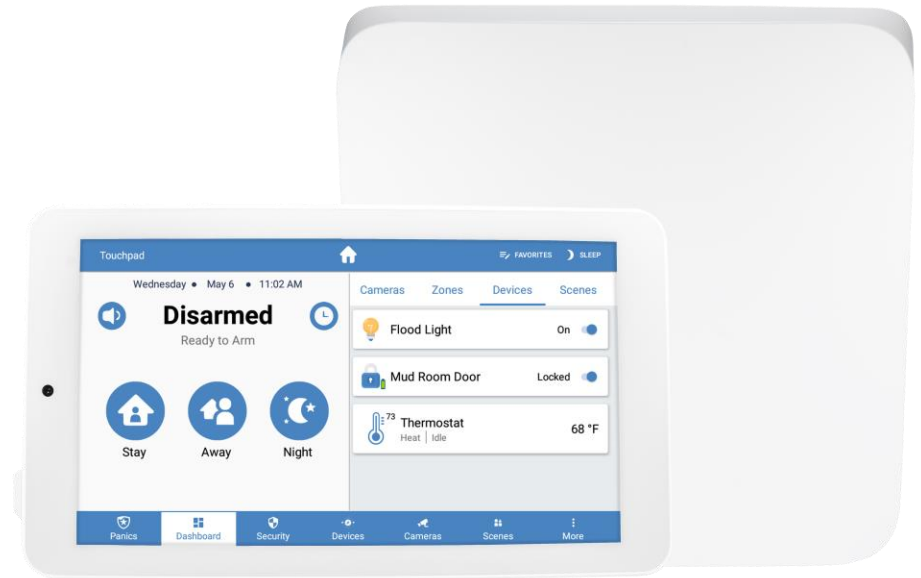 Touchpad
FAVORITES
SLEEP
Wednesday • May 6 • 11:02 AM
Disarmed
Ready to Arm
Stay
Away
Night
Cameras
Zones
Devices
Scenes
Flood Light
On
Mud Room Door
Locked
73
Thermostat
Heat | Idle
68 °F
Panics
Dashboard
Security
Devices
Cameras
Scenes
More